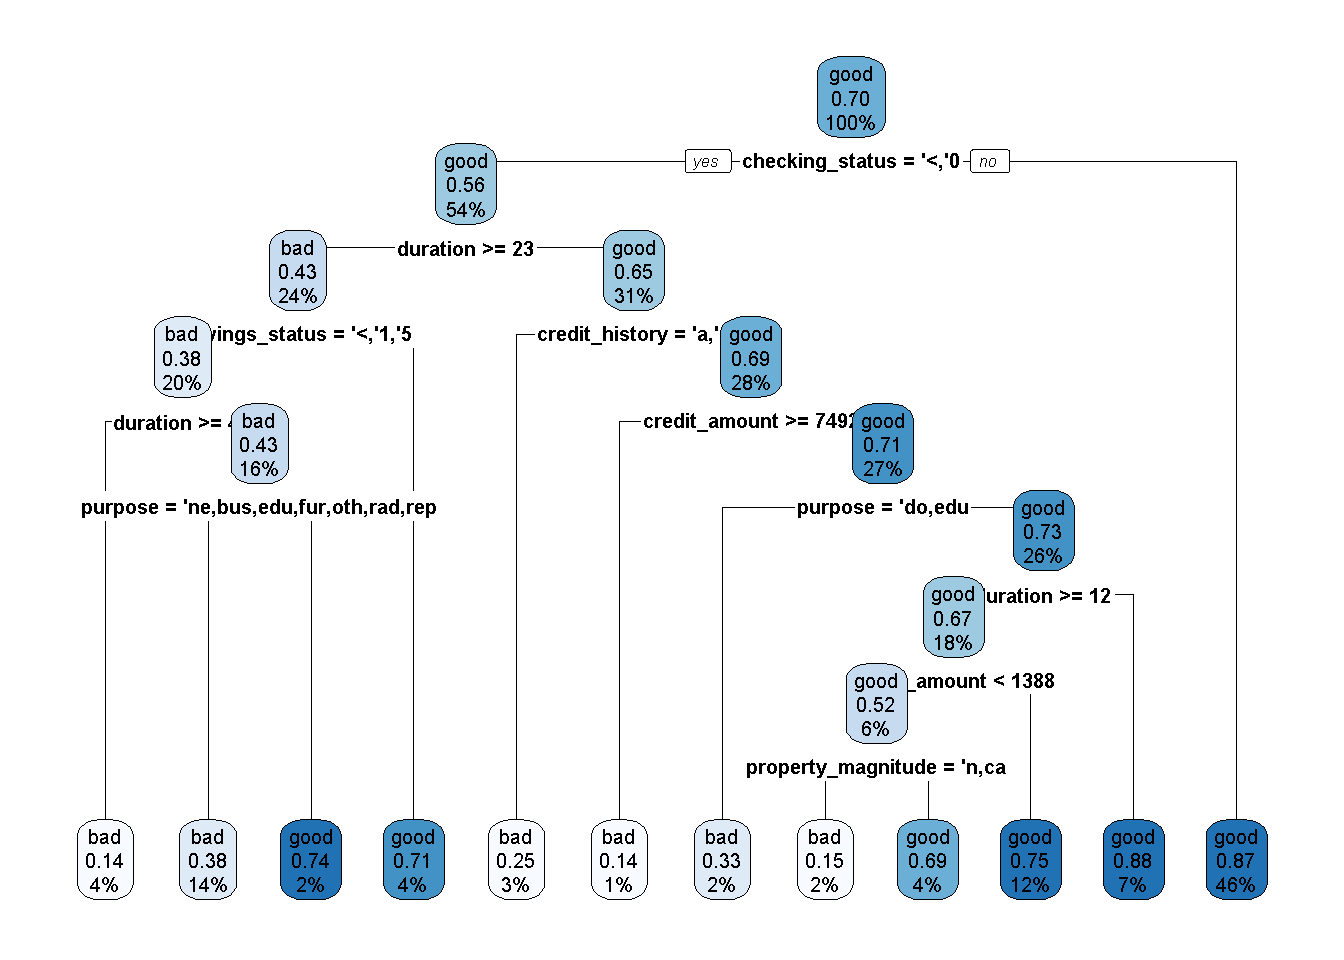 good
0.70
100%
yes
checking_status = '<,'0
no
good
0.56
54%
bad
0.43
24%
duration >= 23
good
0.65
31%
bad
0.38
20%
ings_status = '<,'1,'5
credit_history = 'a,'
good
0.69
28%
duration >=
bad
0.43
16%
credit_amount >= 7492
good
0.71
27%
purpose = 'ne,bus,edu,fur,oth,rad,rep
purpose = 'do,edu
good
0.73
26%
good
0.67
18%
uration >= 12
good
0.52
6%
_amount < 1388
property_magnitude = 'n,ca
bad
0.14
4%
bad
0.38
14%
good
0.74
2%
good
0.71
4%
bad
0.25
3%
bad
0.14
1%
bad
0.33
2%
bad
0.15
2%
good
0.69
4%
good
0.75
12%
good
0.88
7%
good
0.87
46%